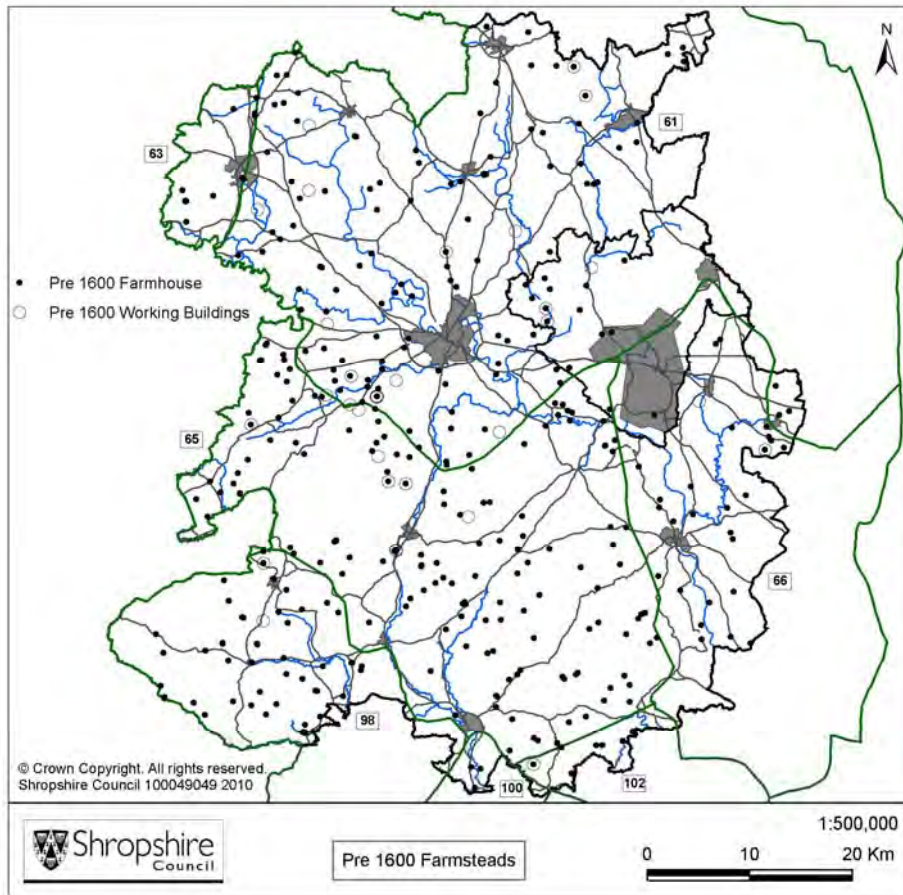 N
61
63
Pre 1600 Farmhouse
Pre 1600 Working Buildings
65
66
98
100
102
© Crown Copyright. All rights reserved.
Shropshire Council 100049049 2010
Shropshire
Council
Pre 1600 Farmsteads
1:500,000
0 10 20 Km